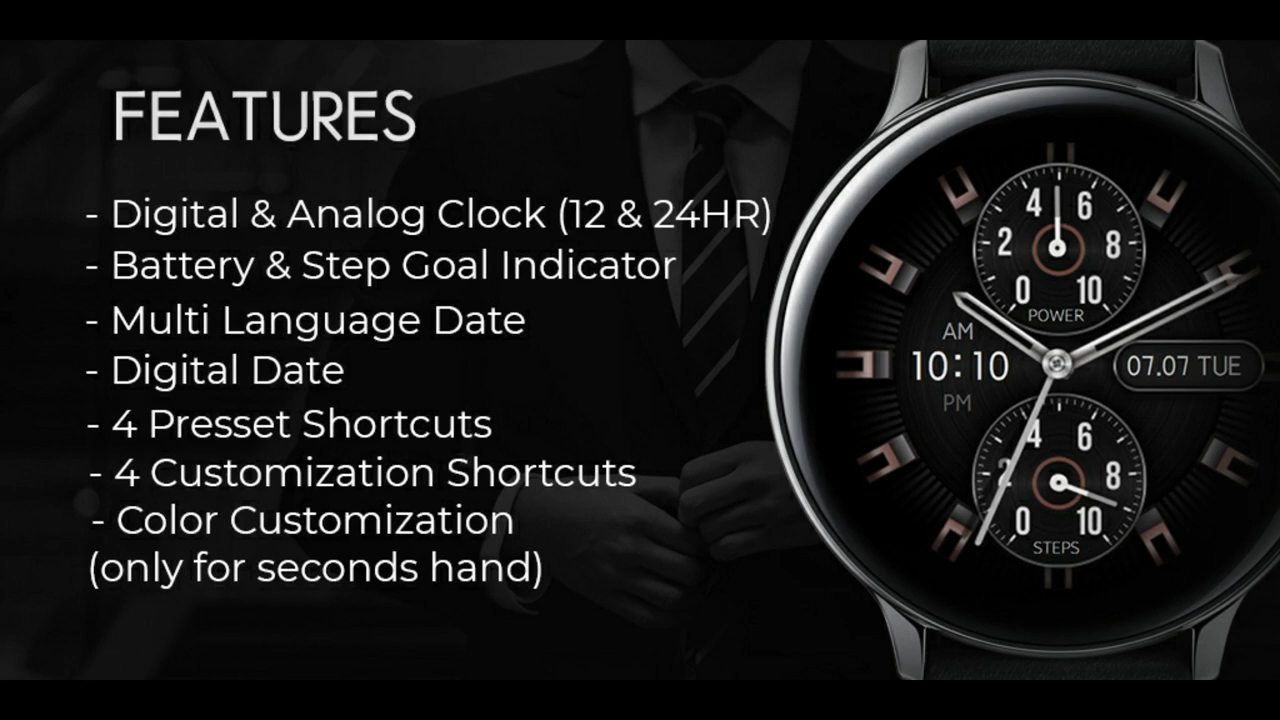 FEATURES
- Digital & Analog Clock (12 & 24HR)
- Battery & Step Goal Indicator
- Multi Language Date
- Digital Date
- 4 Presset Shortcuts
- 4 Customization Shortcuts
- Color Customization
(only for seconds hand)
4 6
2 8
0 10
POWER
AM
10:10
PM
07.07 TUE
4 6
2 8
0 10
STEPS